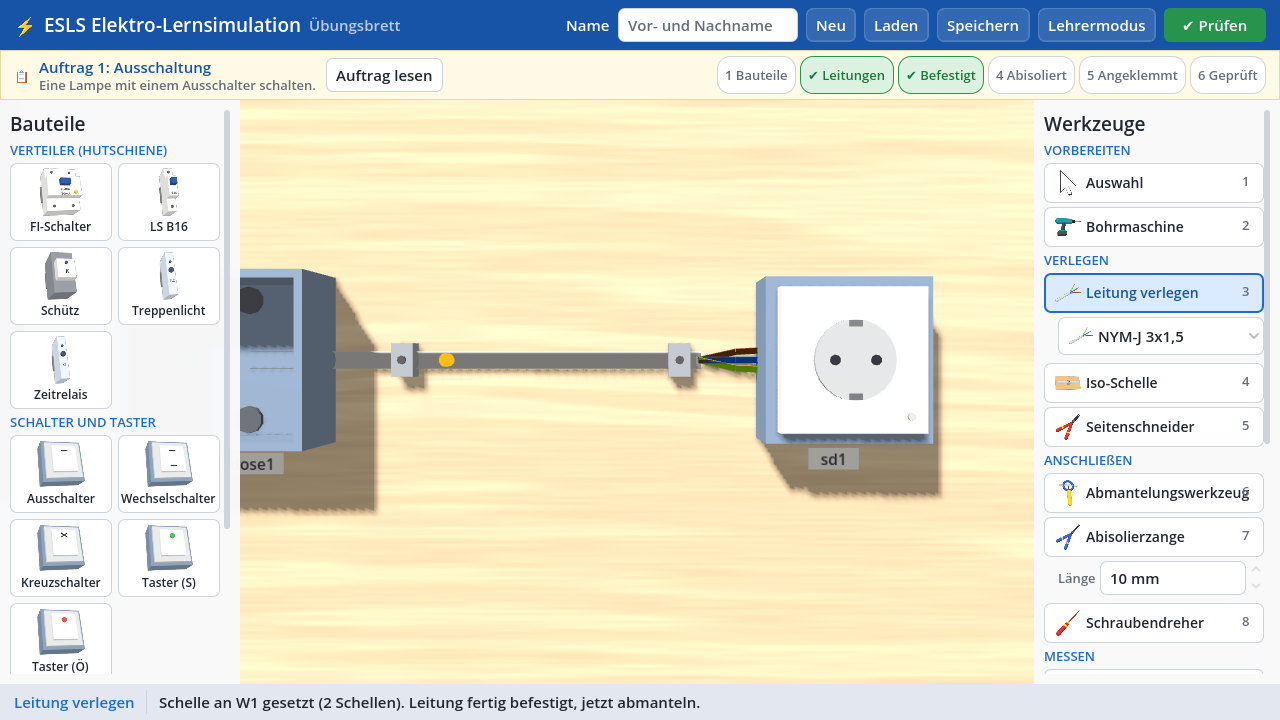 ESLS Elektro-Lernsimulation Übungsbrett Name Vor- und Nachname Neu Laden Speichern Lehrermodus ✔ Prüfen
Auftrag 1: Ausschaltung
Eine Lampe mit einem Ausschalter schalten.
Auftrag lesen
1 Bauteile ✔ Leitungen ✔ Befestigt 4 Abisoliert 5 Angeklemmt 6 Geprüft
Bauteile
VERTEILER (HUTSCHIENE)
FI-Schalter
LS B16
Schütz
Treppenlicht
Zeitrelais
SCHALTER UND TASTER
Ausschalter
Wechselschalter
Kreuzschalter
Taster (S)
Taster (Ö)
ose1
sd1
Werkzeuge
VORBEREITEN
Auswahl 1
Bohrmaschine 2
VERLEGEN
Leitung verlegen 3
NYM-J 3x1,5
Iso-Schelle 4
Seitenschneider 5
ANSCHLIEẞEN
Abmantelungswerkzeug 6
Abisolierzange 7
Länge 10 mm
Schraubendreher 8
MESSEN
Leitung verlegen Schelle an W1 gesetzt (2 Schellen). Leitung fertig befestigt, jetzt abmanteln.